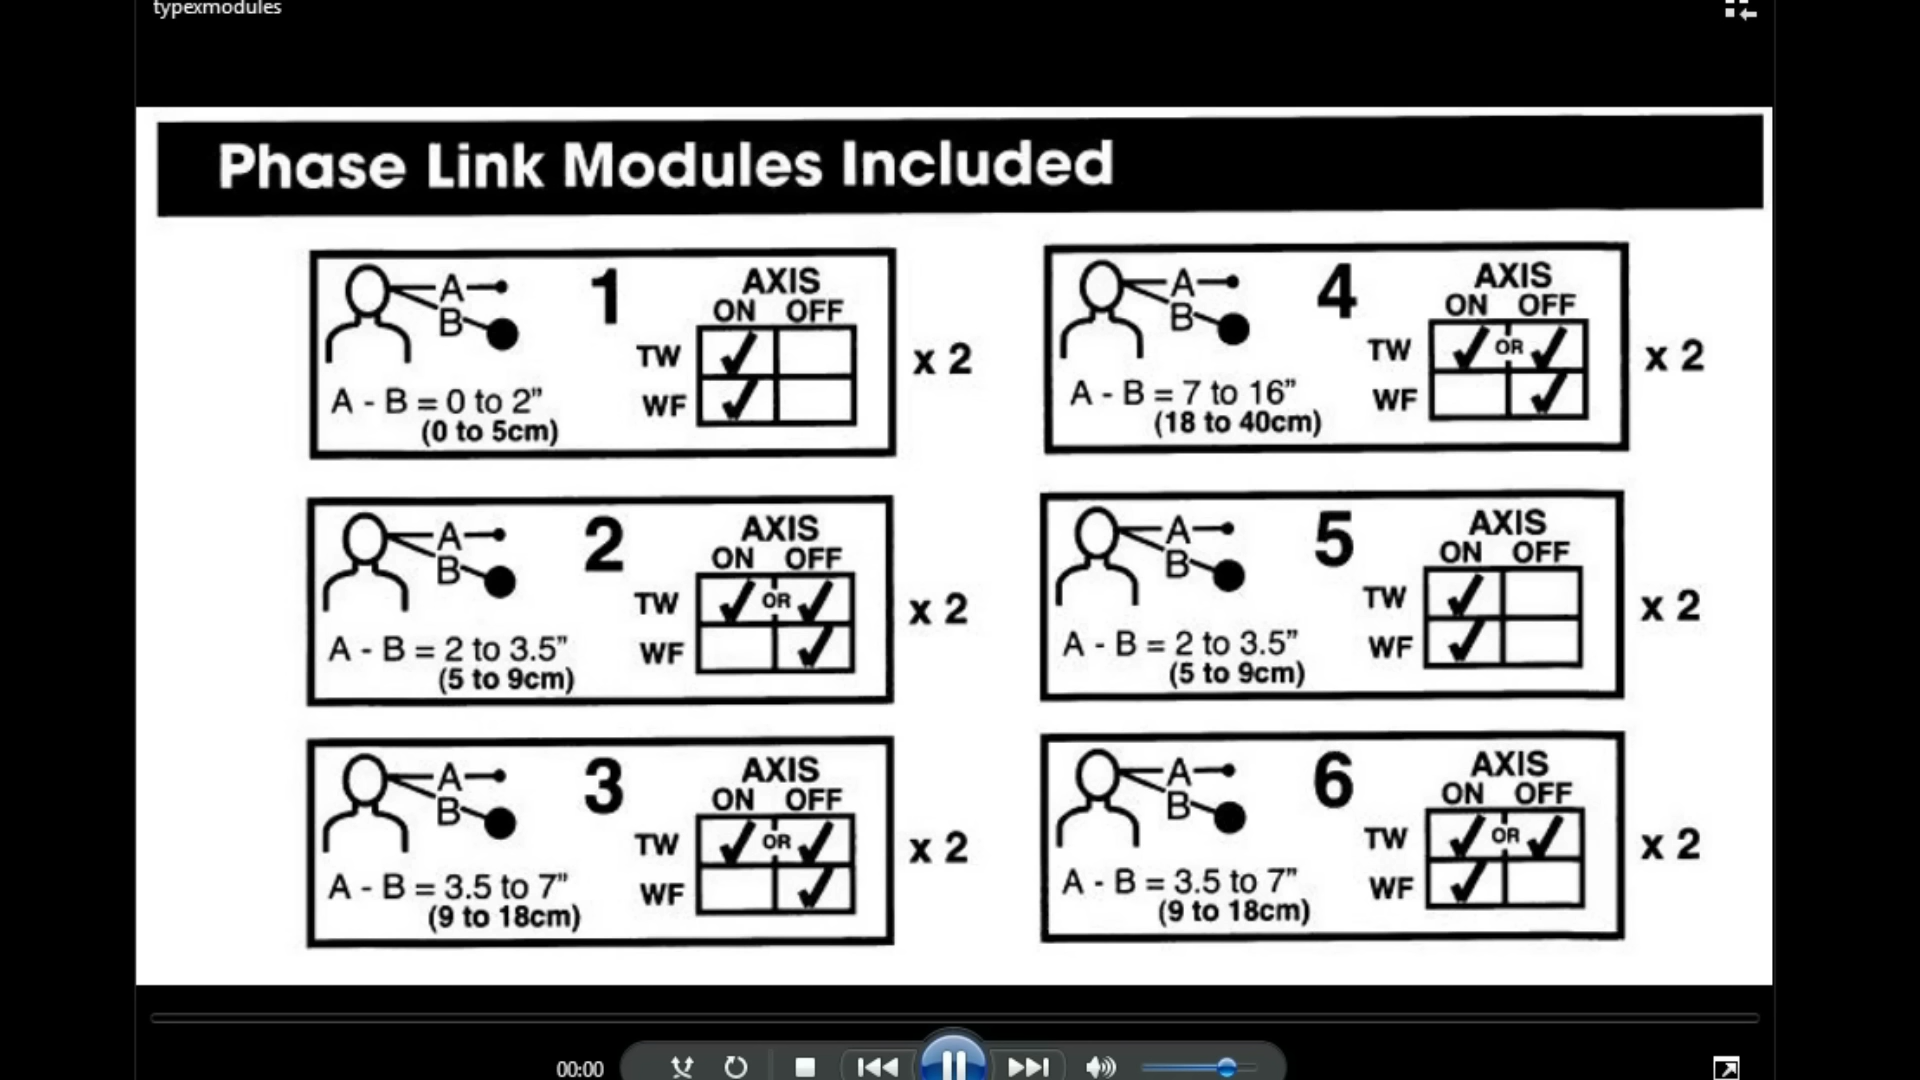 typexmodules
Phase Link Modules Included
A
B
1
AXIS
ON OFF
TW
WF
A - B = 0 to 2”
(0 to 5cm)
x 2
A
B
4
AXIS
ON OFF
TW OR
WF
A - B = 7 to 16”
(18 to 40cm)
x 2
A
B
2
AXIS
ON OFF
TW OR
WF
A - B = 2 to 3.5”
(5 to 9cm)
x 2
A
B
5
AXIS
ON OFF
TW
WF
A - B = 2 to 3.5”
(5 to 9cm)
x 2
A
B
3
AXIS
ON OFF
TW OR
WF
A - B = 3.5 to 7”
(9 to 18cm)
x 2
A
B
6
AXIS
ON OFF
TW OR
WF
A - B = 3.5 to 7”
(9 to 18cm)
x 2
00:00